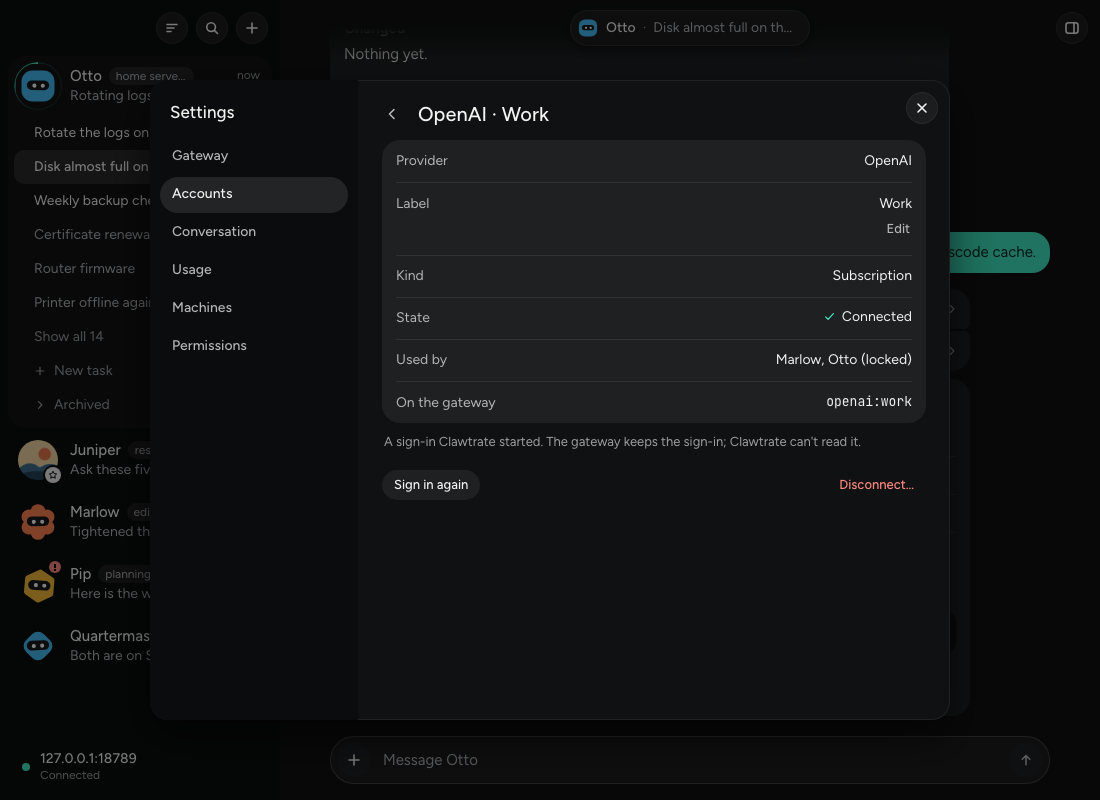 Otto · Disk almost full on th...
Nothing yet.
Otto home serve... now
Rotating logs
Rotate the logs on
Disk almost full on
Weekly backup che
Certificate renewa
Router firmware
Printer offline agai
Show all 14
New task
Archived
Juniper res
Ask these fiv
Marlow edi
Tightened th
Pip planning
Here is the w
Quartermas
Both are on S
127.0.0.1:18789
Connected
Settings
Gateway
Accounts
Conversation
Usage
Machines
Permissions
OpenAI · Work
Provider OpenAI
Label Work
Edit
Kind Subscription
State Connected
Used by Marlow, Otto (locked)
On the gateway openai:work
A sign-in Clawtrate started. The gateway keeps the sign-in; Clawtrate can't read it.
Sign in again Disconnect...
scode cache.
Message Otto